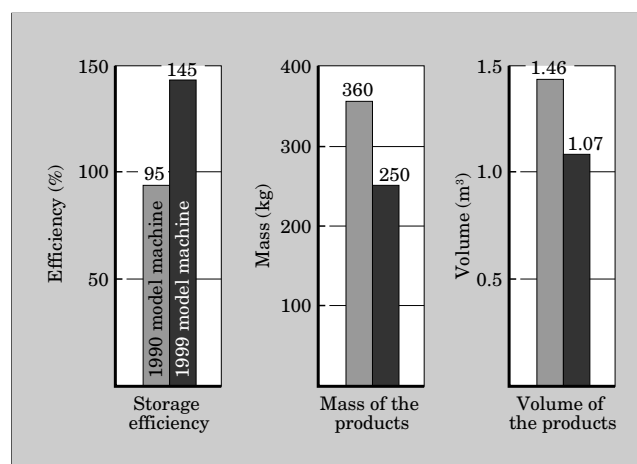 Efficiency (%)
150
100
50
95
145
1990 model machine
1999 model machine
Storage
efficiency
Mass (kg)
400
300
200
100
360
250
Mass of the
products
Volume (m³)
1.5
1.0
0.5
1.46
1.07
Volume of
the products